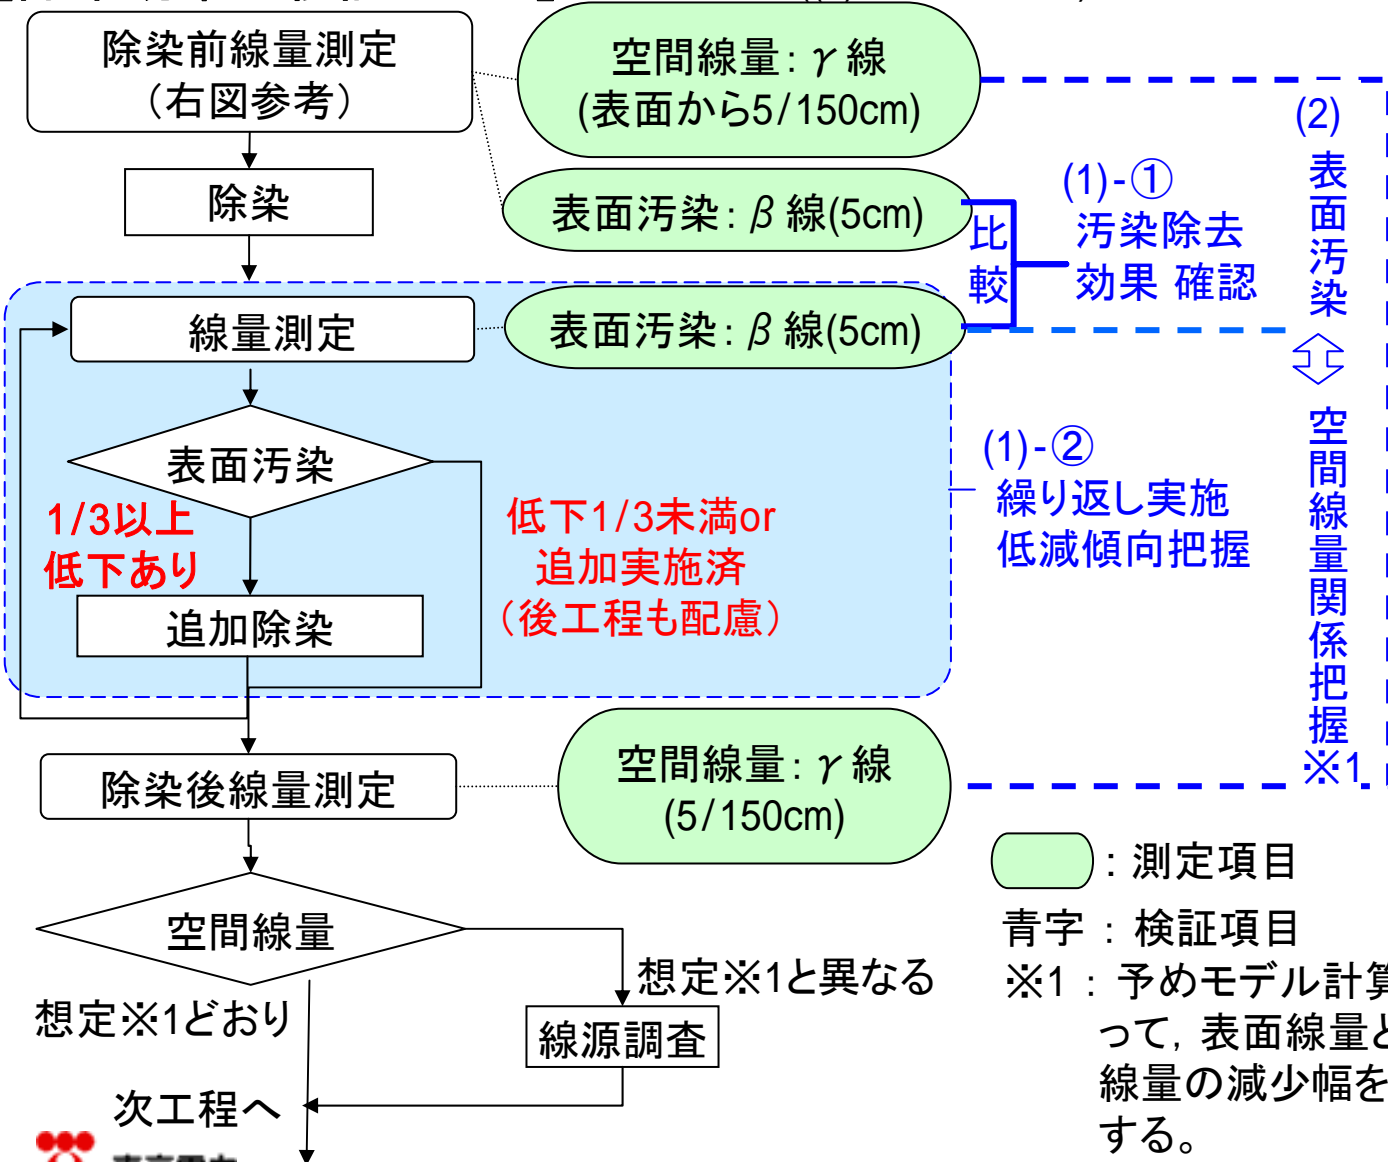 除染前線量測定
（右図参考）
空間線量：γ線
(表面から5/150cm)
除染
表面汚染：β線(5cm)
比較
(1)-①
汚染除去
効果 確認
(2)
表面汚染⇕空間線量関係把握
※1
線量測定
表面汚染：β線(5cm)
表面汚染
1/3以上
低下あり
低下1/3未満or
追加実施済
（後工程も配慮）
(1)-②
繰り返し実施
低減傾向把握
追加除染
除染後線量測定
空間線量：γ線
(5/150cm)
：測定項目
青字：検証項目
※1：予めモデル計算
って，表面線量と
線量の減少幅を
する。
空間線量
想定※1と異なる
想定※1どおり
線源調査
次工程へ